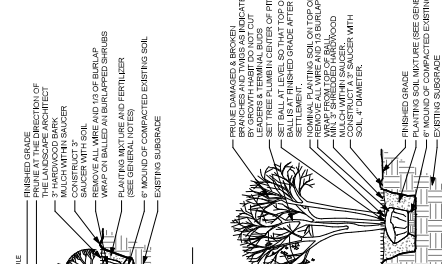 FINISHED GRADE
PRUNE AT THE DIRECTION OF
THE LANDSCAPE ARCHITECT
3" HARDWOOD BARK
MULCH WITHIN SAUCER
CONSTRUCT 3"
SAUCER WITH SOIL
REMOVE ALL WIRE AND 1/3 OF BURLAP
WRAP ON BALLED AN BURLAPPED SHRUBS
PLANTING MIXTURE AND FERTILIZER
(SEE GENERAL NOTES)
6" MOUND OF COMPACTED EXISTING SOIL
EXISTING SUBGRADE
PRUNE DAMAGED & BROKEN
BRANCHES AND TWIGS AS INDICATE
BY GROWTH HABIT DO NOT CUT
LEADERS & TERMINAL BUDS
SET TREE PLUMB IN CENTER OF PIT
SET BALL AT LEVEL SO THAT TOP O
BALL IS AT FINISHED GRADE AFTER
SETTLEMENT.
PLANTING SOIL ON TOP O
REMOVE ALL WIRE AND 1/3 BURLAP
WRAP FROM TOP OF BALL
MIN. 3" SHREDDED HARDWOOD
MULCH WITHIN SAUCER.
CONSTRUCT A 3" SAUCER WITH
SOIL, 4" DIAMETER
FINISHED GRADE
PLANTING SOIL MIXTURE (SEE GENE
6" MOUND OF COMPACTED EXISTING
EXISTING SUBGRADE